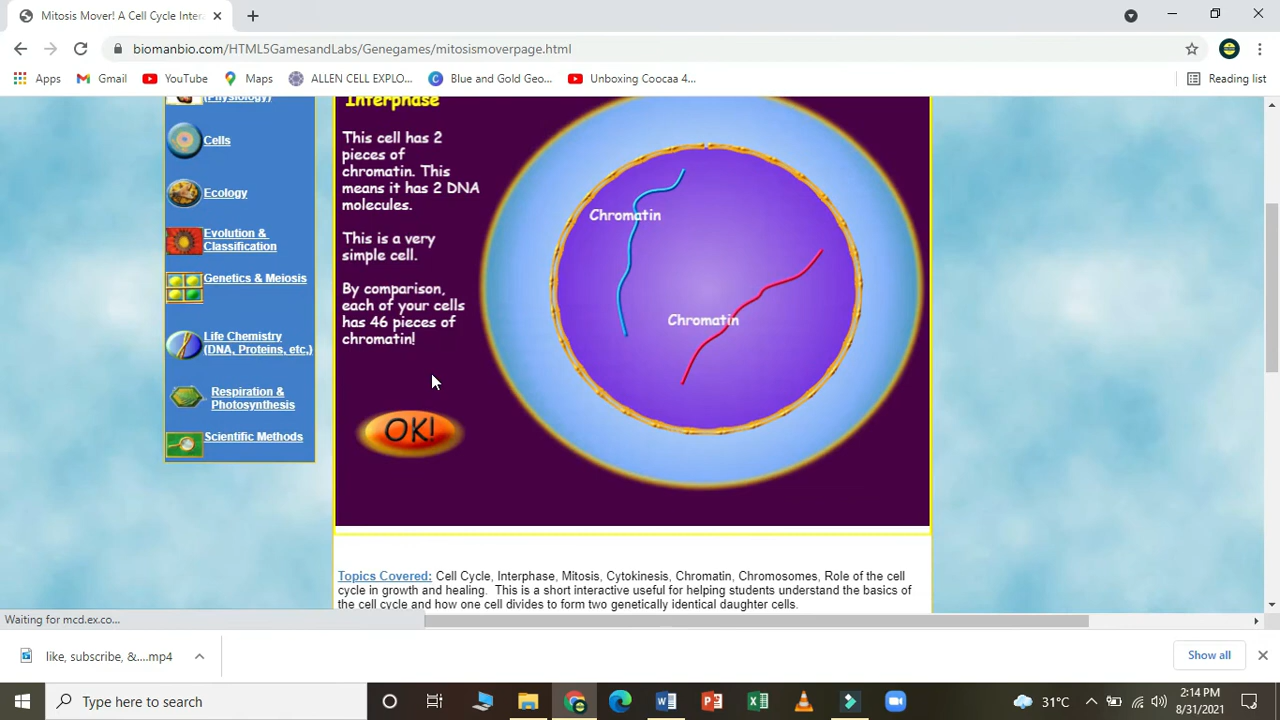 Mitosis Mover! A Cell Cycle Inter
biomanbio.com/HTML5GamesandLabs/Genegames/mitosismoverpage.html
Apps
Gmail
YouTube
Maps
ALLEN CELL EXPLO...
Blue and Gold Geo...
Unboxing Coocaa 4...
Reading list
(Physiology)
Cells
Ecology
Evolution &
Classification
Genetics & Meiosis
Life Chemistry
(DNA, Proteins, etc,)
Respiration &
Photosynthesis
Scientific Methods
Interphase
This cell has 2
pieces of
chromatin. This
means it has 2 DNA
molecules.
This is a very
simple cell.
By comparison,
each of your cells
has 46 pieces of
chromatin!
OK!
Chromatin
Chromatin
Topics Covered: Cell Cycle, Interphase, Mitosis, Cytokinesis, Chromatin, Chromosomes, Role of the cell
cycle in growth and healing. This is a short interactive useful for helping students understand the basics of
the cell cycle and how one cell divides to form two genetically identical daughter cells.
Waiting for mcd.ex.co...
like, subscribe, &....mp4
Show all
Type here to search
31°C
2:14 PM
8/31/2021